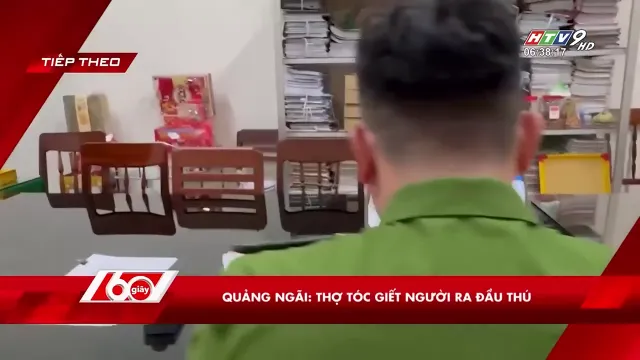 TIẾP THEO
HTV9 HD
06:38:17
60 giây
QUẢNG NGÃI: THỢ TÓC GIẾT NGƯỜI RA ĐẦU THÚ